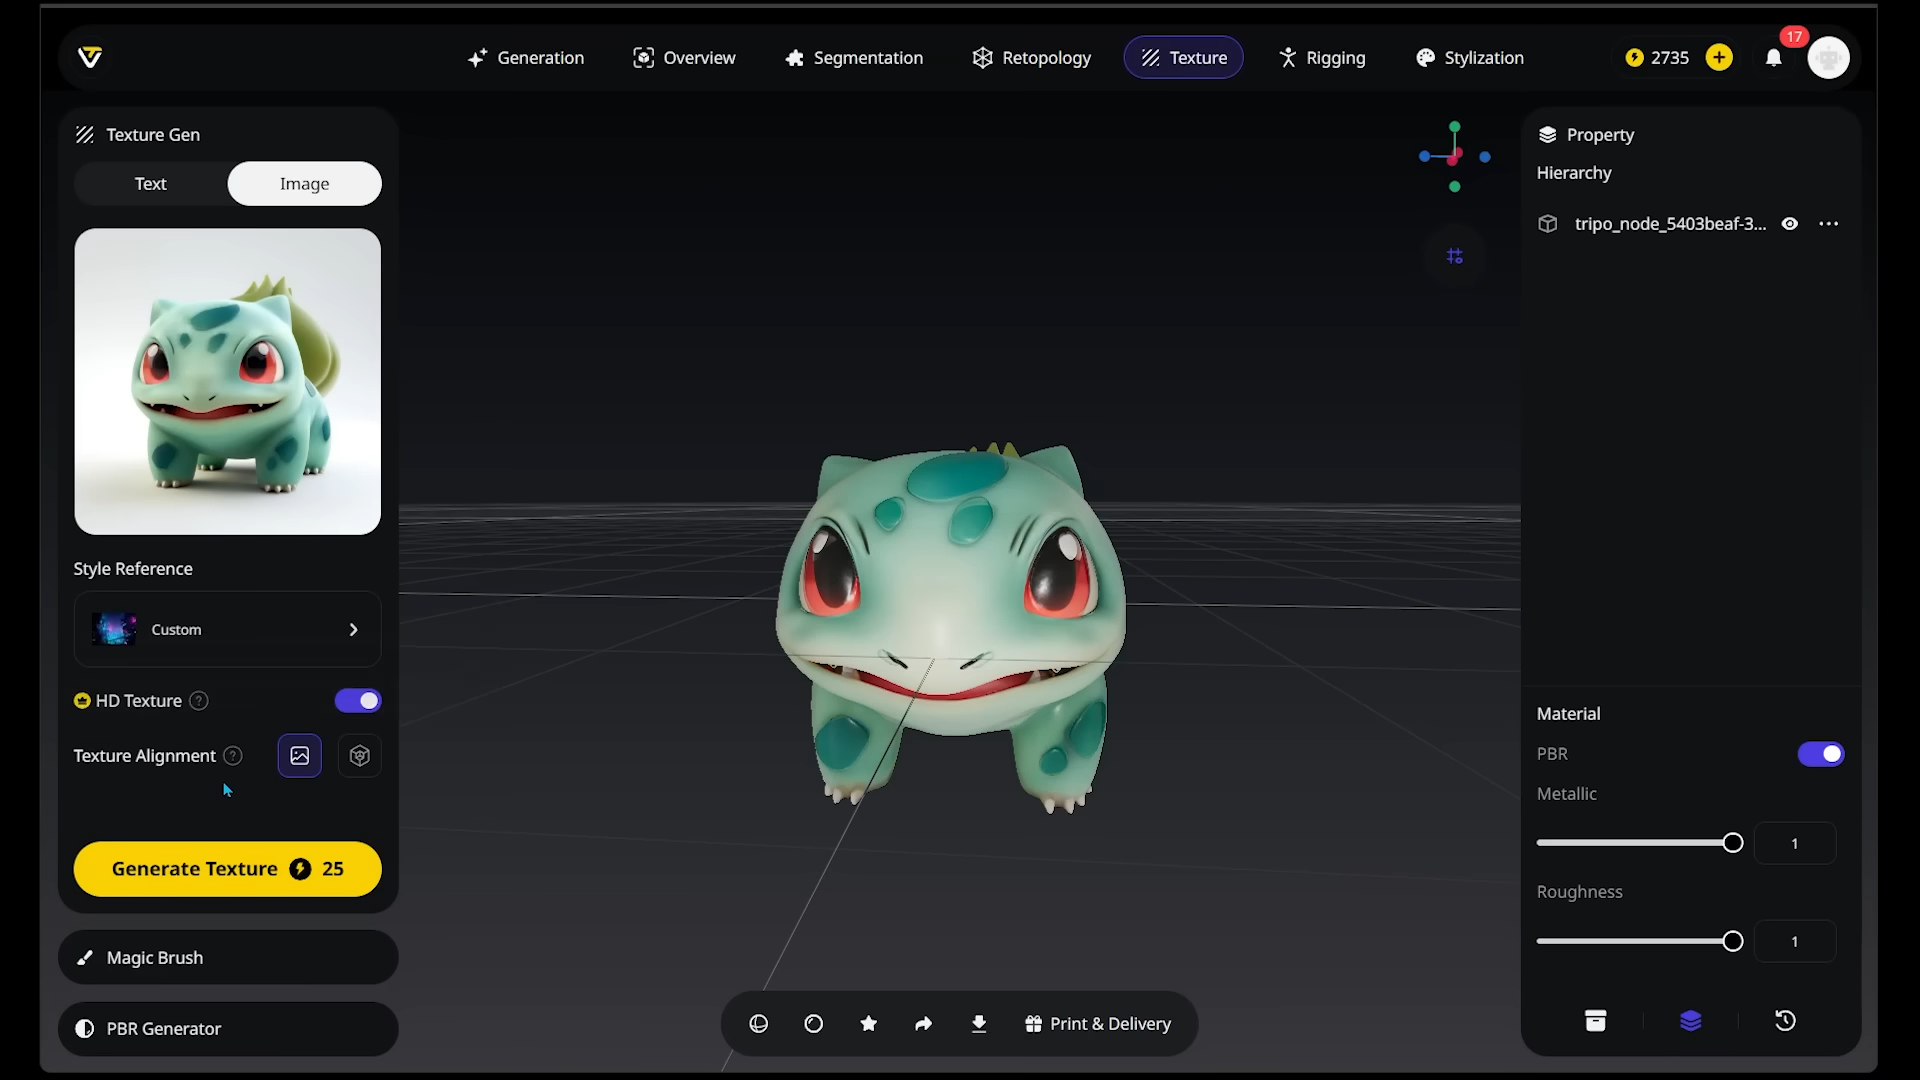 Generation
Overview
Segmentation
Retopology
Texture
Rigging
Stylization
2735
17
Texture Gen
Text
Image
Style Reference
Custom
HD Texture ?
Texture Alignment ?
Generate Texture 25
Magic Brush
PBR Generator
Print & Delivery
Property
Hierarchy
tripo_node_5403beaf-3...
Material
PBR
Metallic
1
Roughness
1